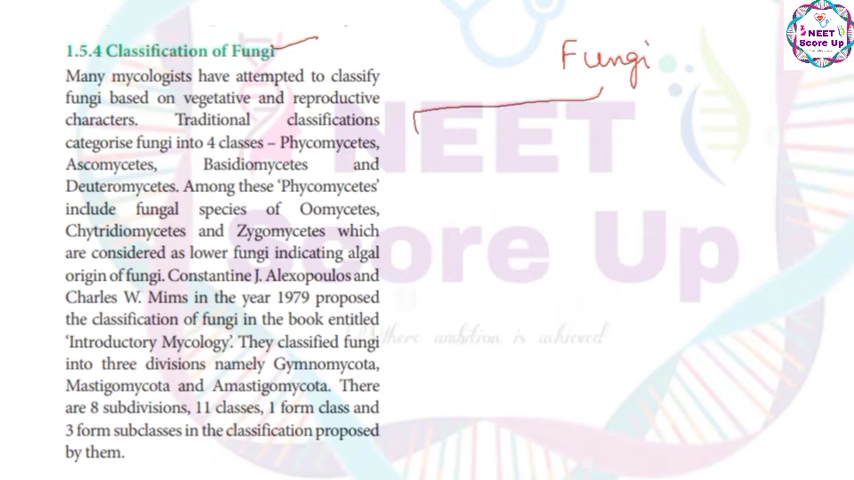 NEET
Score Up
Fungi
1.5.4 Classification of Fungi
Many mycologists have attempted to classify
fungi based on vegetative and reproductive
characters. Traditional classifications
categorise fungi into 4 classes – Phycomycetes,
Ascomycetes, Basidiomycetes and
Deuteromycetes. Among these ‘Phycomycetes’
include fungal species of Oomycetes,
Chytridiomycetes and Zygomycetes which
are considered as lower fungi indicating algal
origin of fungi. Constantine J. Alexopoulos and
Charles W. Mims in the year 1979 proposed
the classification of fungi in the book entitled
‘Introductory Mycology’. They classified fungi
into three divisions namely Gymnomycota,
Mastigomycota and Amastigomycota. There
are 8 subdivisions, 11 classes, 1 form class and
3 form subclasses in the classification proposed
by them.
NEET
Score Up
Where ambition is achieved